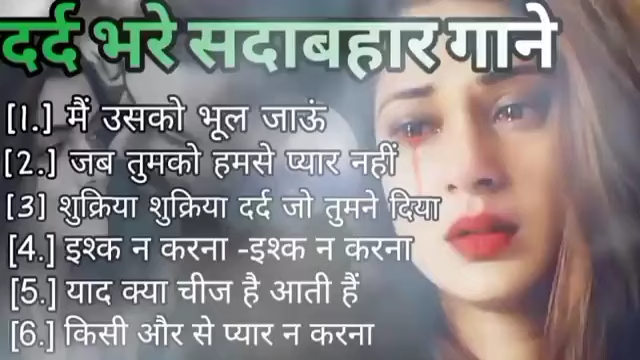 दर्द भरे सदाबहार गाने
[1.] मैं उसको भूल जाऊं
[2.] जब तुमको हमसे प्यार नहीं
[3] शुक्रिया शुक्रिया दर्द जो तुमने दिया
[4.] इश्क न करना -इश्क न करना
[5.] याद क्या चीज है आती हैं
[6.] किसी और से प्यार न करना